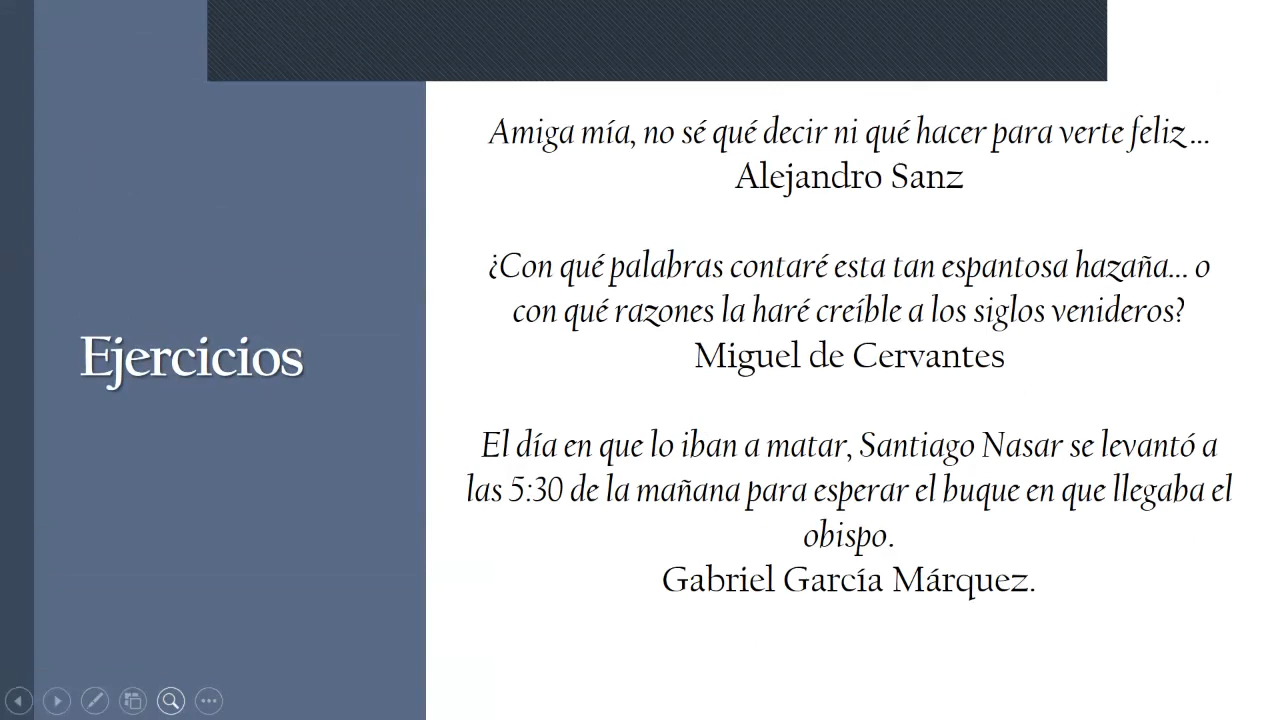 Ejercicios
Amiga mía, no sé qué decir ni qué hacer para verte feliz...
Alejandro Sanz
¿Con qué palabras contaré esta tan espantosa hazaña... o
con qué razones la haré creíble a los siglos venideros?
Miguel de Cervantes
El día en que lo iban a matar, Santiago Nasar se levantó a
las 5:30 de la mañana para esperar el buque en que llegaba el
obispo.
Gabriel García Márquez.